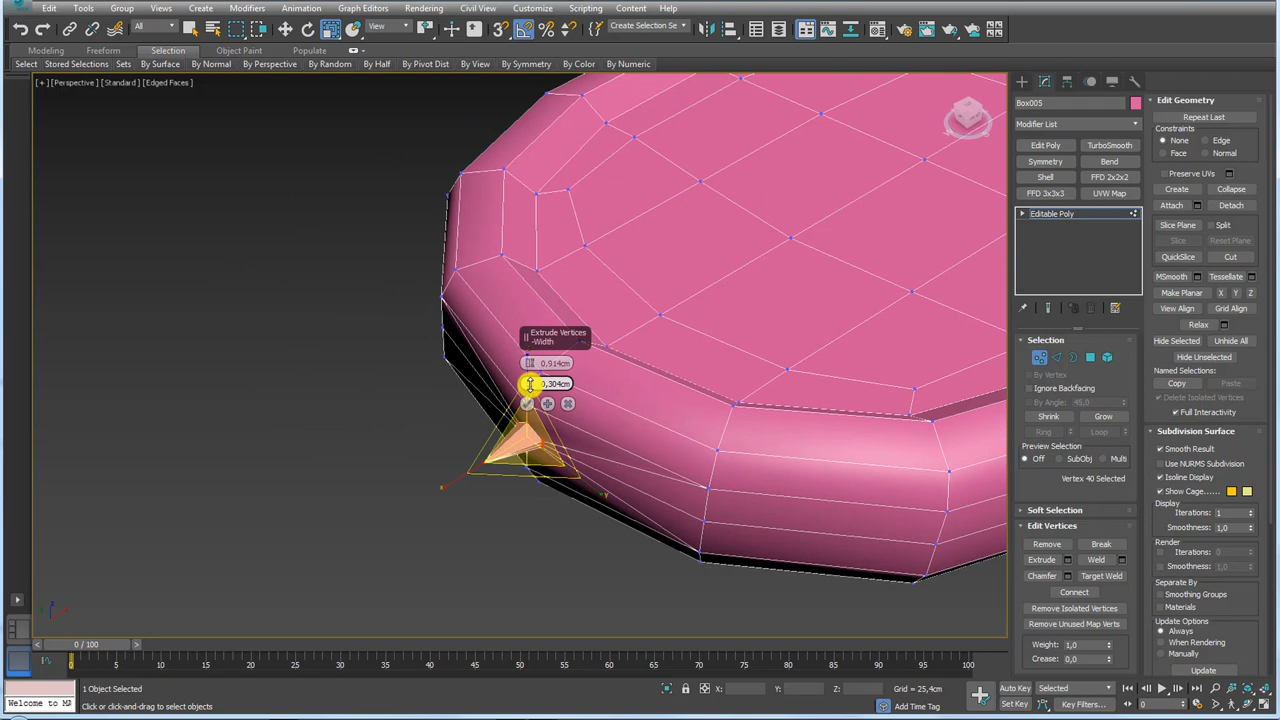 Edit Tools Group Views Create Modifiers Animation Graph Editors Rendering Civil View Customize Scripting Content Help
All View Create Selection Se
Modeling Freeform Selection Object Paint Populate
Select Stored Selections Sets By Surface By Normal By Perspective By Random By Half By Pivot Dist By View By Symmetry By Color By Numeric
[+] [Perspective] [Standard] [Edged Faces]
Extrude Vertices
-Width
0,914cm
0,304cm
x
y
Box005
Modifier List
Edit Poly TurboSmooth
Symmetry Bend
Shell FFD 2x2x2
FFD 3x3x3 UVW Map
Editable Poly
Selection
By Vertex
Ignore Backfacing
By Angle: 45,0
Shrink Grow
Ring Loop
Preview Selection
Off SubObj Multi
Vertex 40 Selected
Soft Selection
Edit Vertices
Remove Break
Extrude Weld
Chamfer Target Weld
Connect
Remove Isolated Vertices
Remove Unused Map Verts
Weight: 1,0
Crease: 0,0
Edit Geometry
Repeat Last
Constraints
None Edge
Face Normal
Preserve UVs
Create Collapse
Attach Detach
Slice Plane Split
Slice Reset Plane
QuickSlice Cut
MSmooth Tessellate
Make Planar X Y Z
View Align Grid Align
Relax
Hide Selected Unhide All
Hide Unselected
Named Selections:
Copy Paste
Delete Isolated Vertices
Full Interactivity
Subdivision Surface
Smooth Result
Use NURMS Subdivision
Isoline Display
Show Cage......
Display
Iterations: 1
Smoothness: 1,0
Render
Iterations: 0
Smoothness: 1,0
Separate By
Smoothing Groups
Materials
Update Options
Always
When Rendering
Manually
Update
0 / 100
0 5 10 15 20 25 30 35 40 45 50 55 60 65 70 75 80 85 90 95 100
1 Object Selected X: Y: Z: Grid = 25,4cm Auto Key Selected
Welcome to M Click or click-and-drag to select objects Add Time Tag Set Key Key Filters... 0